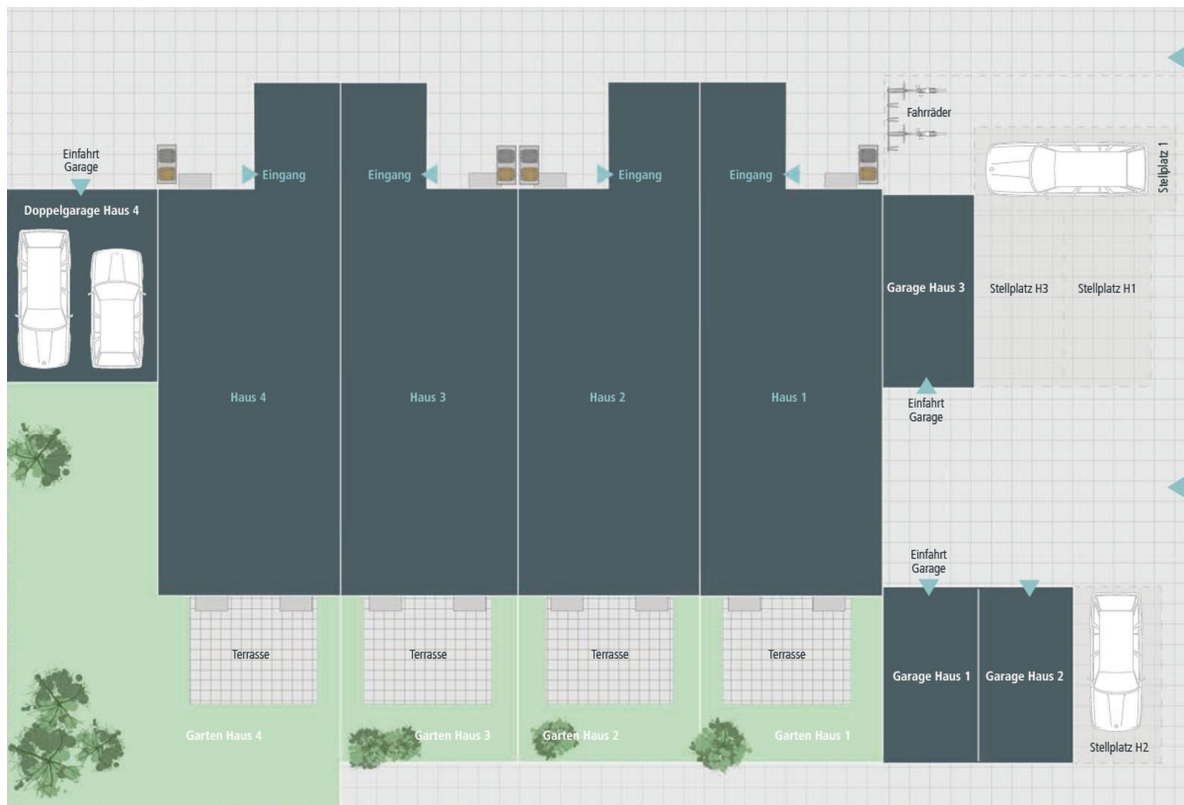 Fahrräder
Stellplatz 1
Einfahrt
Garage
Eingang
Eingang
Eingang
Eingang
Doppelgarage Haus 4
Garage Haus 3
Stellplatz H3
Stellplatz H1
Haus 4
Haus 3
Haus 2
Haus 1
Einfahrt
Garage
Einfahrt
Garage
Terrasse
Terrasse
Terrasse
Terrasse
Garage Haus 1
Garage Haus 2
Garten Haus 4
Garten Haus 3
Garten Haus 2
Garten Haus 1
Stellplatz H2